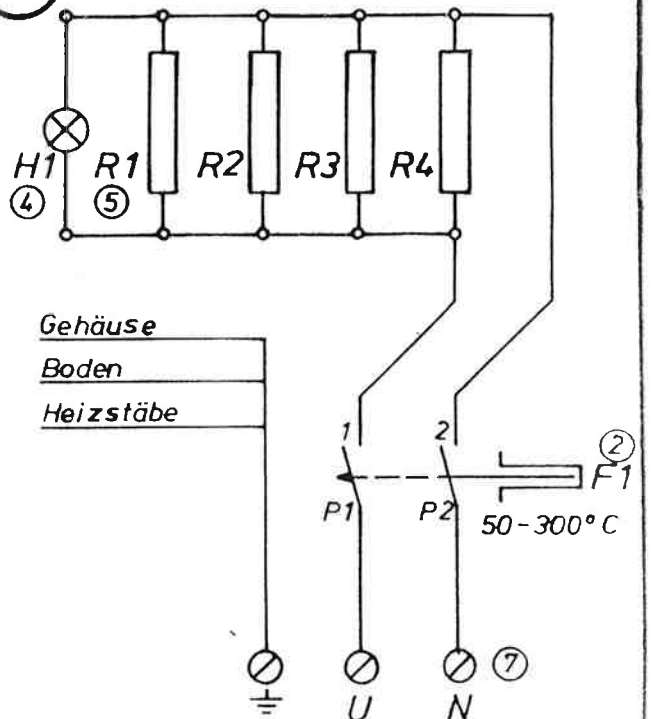 H1 R1 R2 R3 R4
④ ⑤
Gehäuse
Boden
Heizstäbe
1 2 ②
P1 P2 F1
50-300°C
⑦
U N